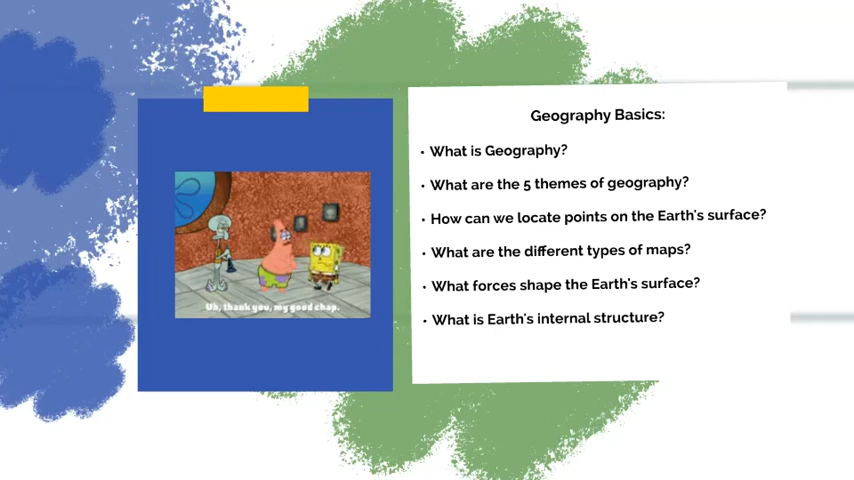 Uh, thank you, my good chap.
Geography Basics:
• What is Geography?
• What are the 5 themes of geography?
• How can we locate points on the Earth's surface?
• What are the different types of maps?
• What forces shape the Earth's surface?
• What is Earth's internal structure?